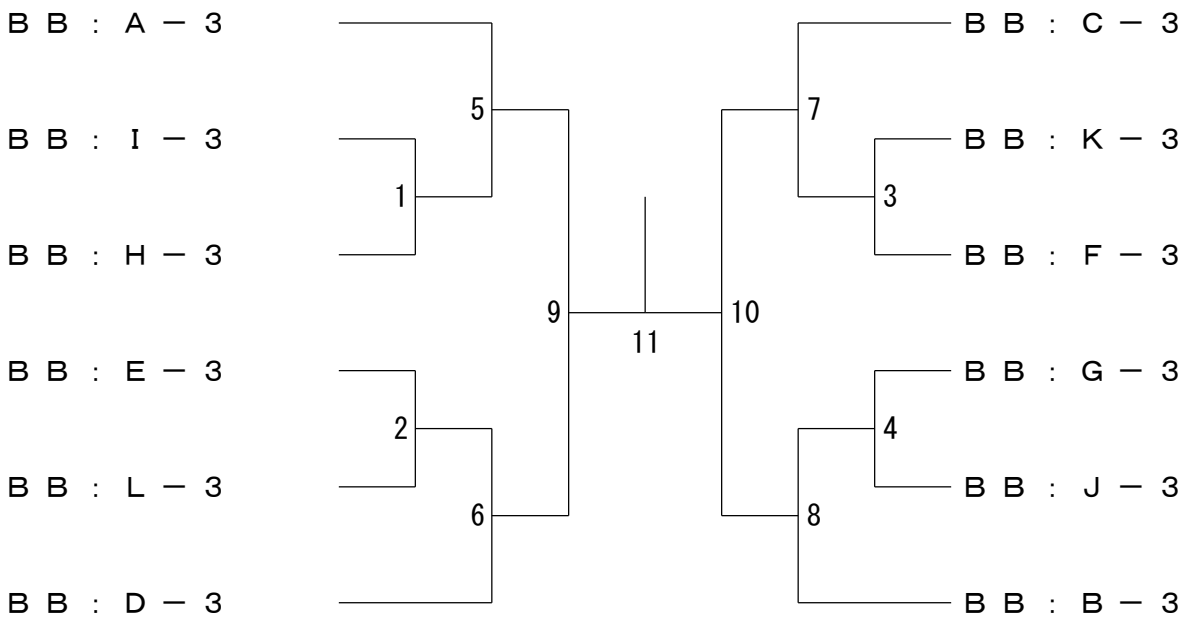 ＢＢ：Ａ－３
ＢＢ：Ｃ－３
5
7
ＢＢ：Ｉ－３
ＢＢ：Ｋ－３
1
3
ＢＢ：Ｈ－３
ＢＢ：Ｆ－３
9
10
11
ＢＢ：Ｅ－３
ＢＢ：Ｇ－３
2
4
ＢＢ：Ｌ－３
ＢＢ：Ｊ－３
6
8
ＢＢ：Ｄ－３
ＢＢ：Ｂ－３